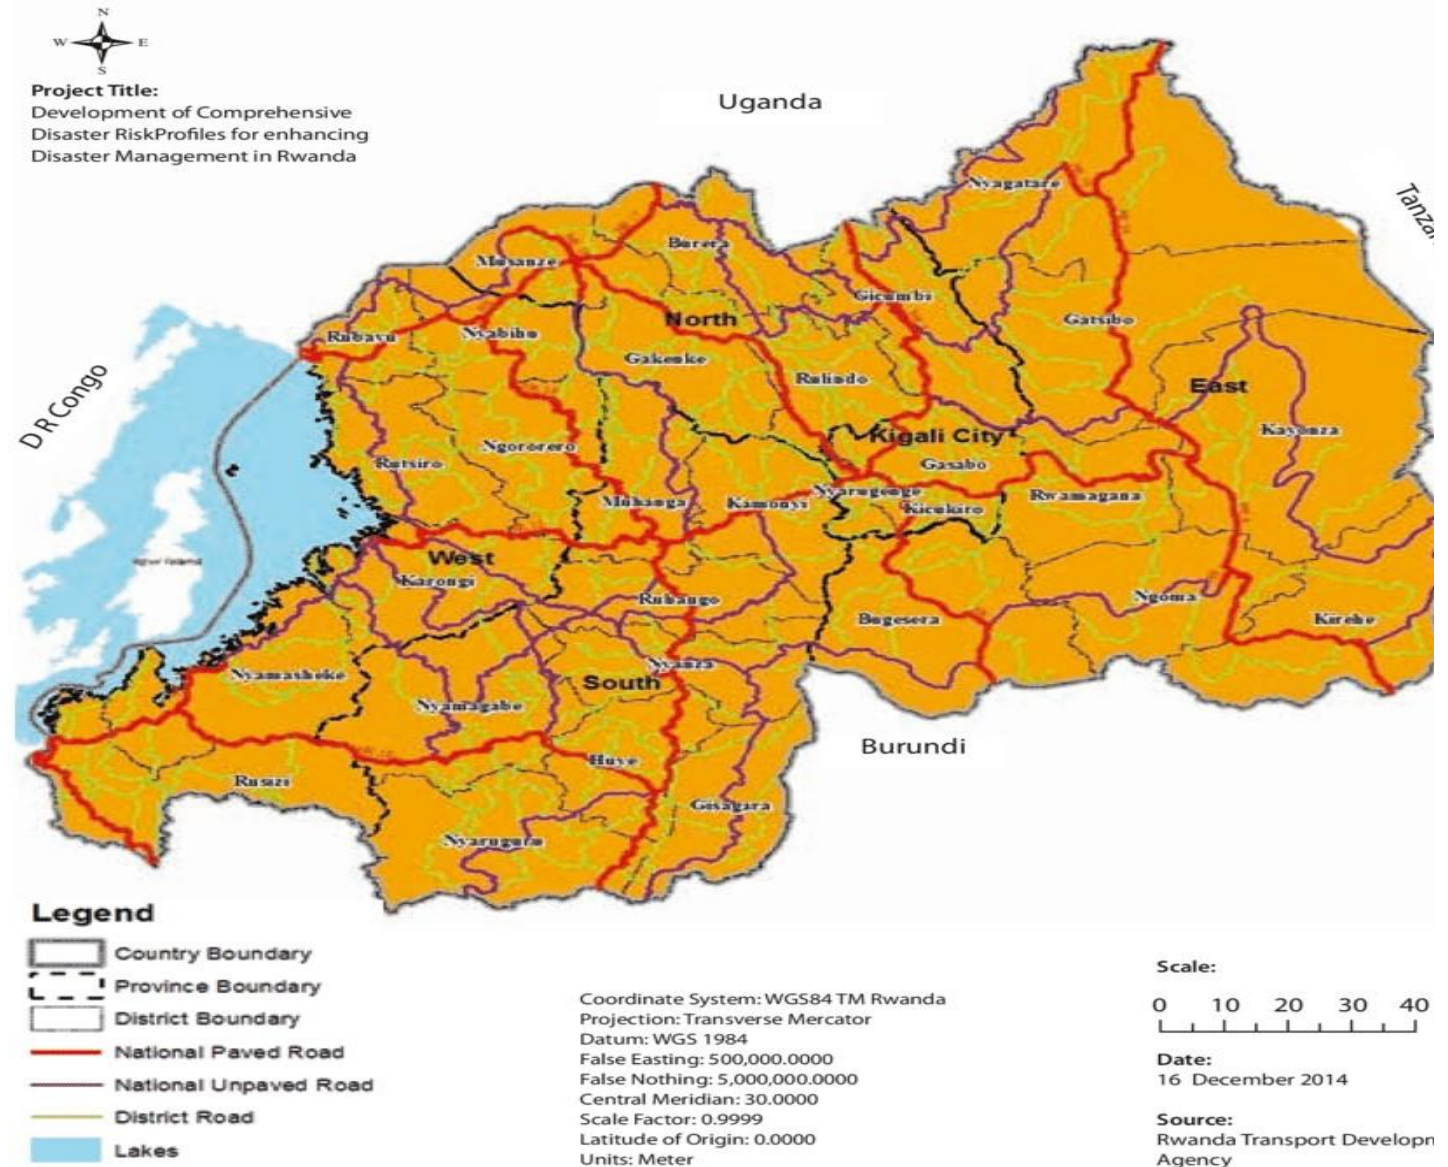 N
W E
S
Project Title:
Development of Comprehensive
Disaster RiskProfiles for enhancing
Disaster Management in Rwanda
Uganda
D R Congo
Burundi
Nyagatare
Burera
Musanze
Gicumbi
North
Gatsibo
Rubavu
Nyabihu
Gakenke
Rulindo
East
Kayonza
Kigali City
Ngororero
Rutsiro
Gasabo
Nyarugenge
Rwamagana
Muhanga
Kamonyi
Kicukiro
West
Karongi
Ruhango
Bugesera
Ngoma
Kirehe
Nyanza
Nyamasheke
South
Nyamagabe
Huye
Rusizi
Gisagara
Nyaruguru
Legend
Country Boundary
Province Boundary
District Boundary
National Paved Road
National Unpaved Road
District Road
Lakes
Coordinate System: WGS84 TM Rwanda
Projection: Transverse Mercator
Datum: WGS 1984
False Easting: 500,000.0000
False Nothing: 5,000,000.0000
Central Meridian: 30.0000
Scale Factor: 0.9999
Latitude of Origin: 0.0000
Units: Meter
Scale:
0 10 20 30 40
Date:
16 December 2014
Source:
Rwanda Transport Developm
Agency